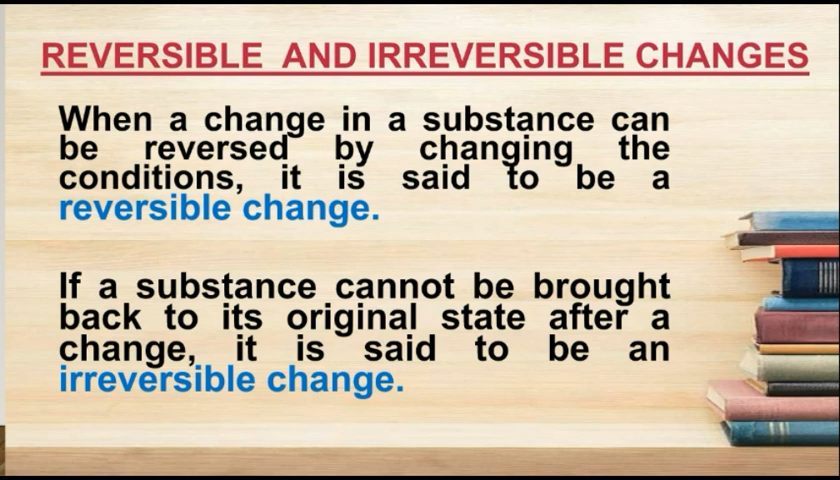 REVERSIBLE AND IRREVERSIBLE CHANGES
When a change in a substance can
be reversed by changing the
conditions, it is said to be a
reversible change.
If a substance cannot be brought
back to its original state after a
change, it is said to be an
irreversible change.